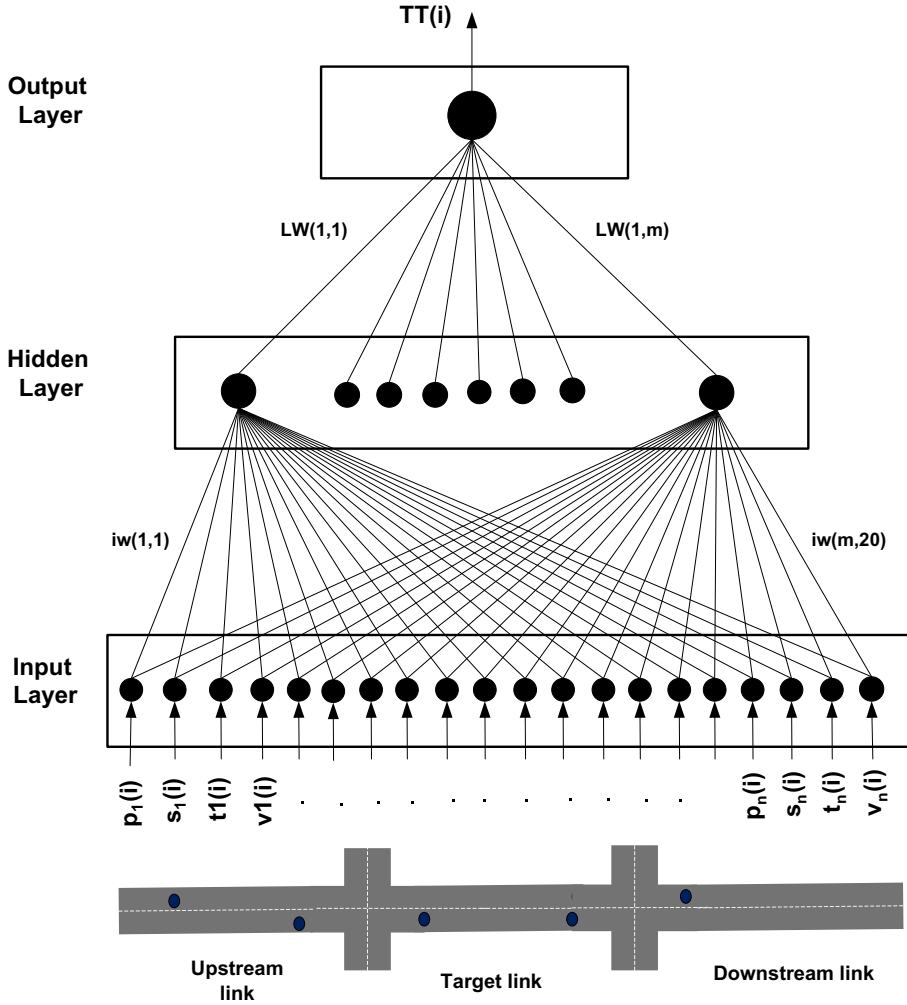 TT(i)
Output
Layer
LW(1,1)
LW(1,m)
Hidden
Layer
iw(1,1)
iw(m,20)
Input
Layer
p1(i)
s1(i)
t1(i)
v1(i)
. . . . . . . . . . .
pn(i)
sn(i)
tn(i)
vn(i)
Upstream
link
Target link
Downstream link